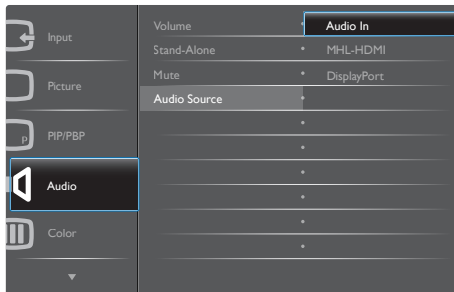 Input
Picture
P
PIP/PBP
Audio
Color
Volume
Stand-Alone
Mute
Audio Source
Audio In
MHL-HDMI
DisplayPort